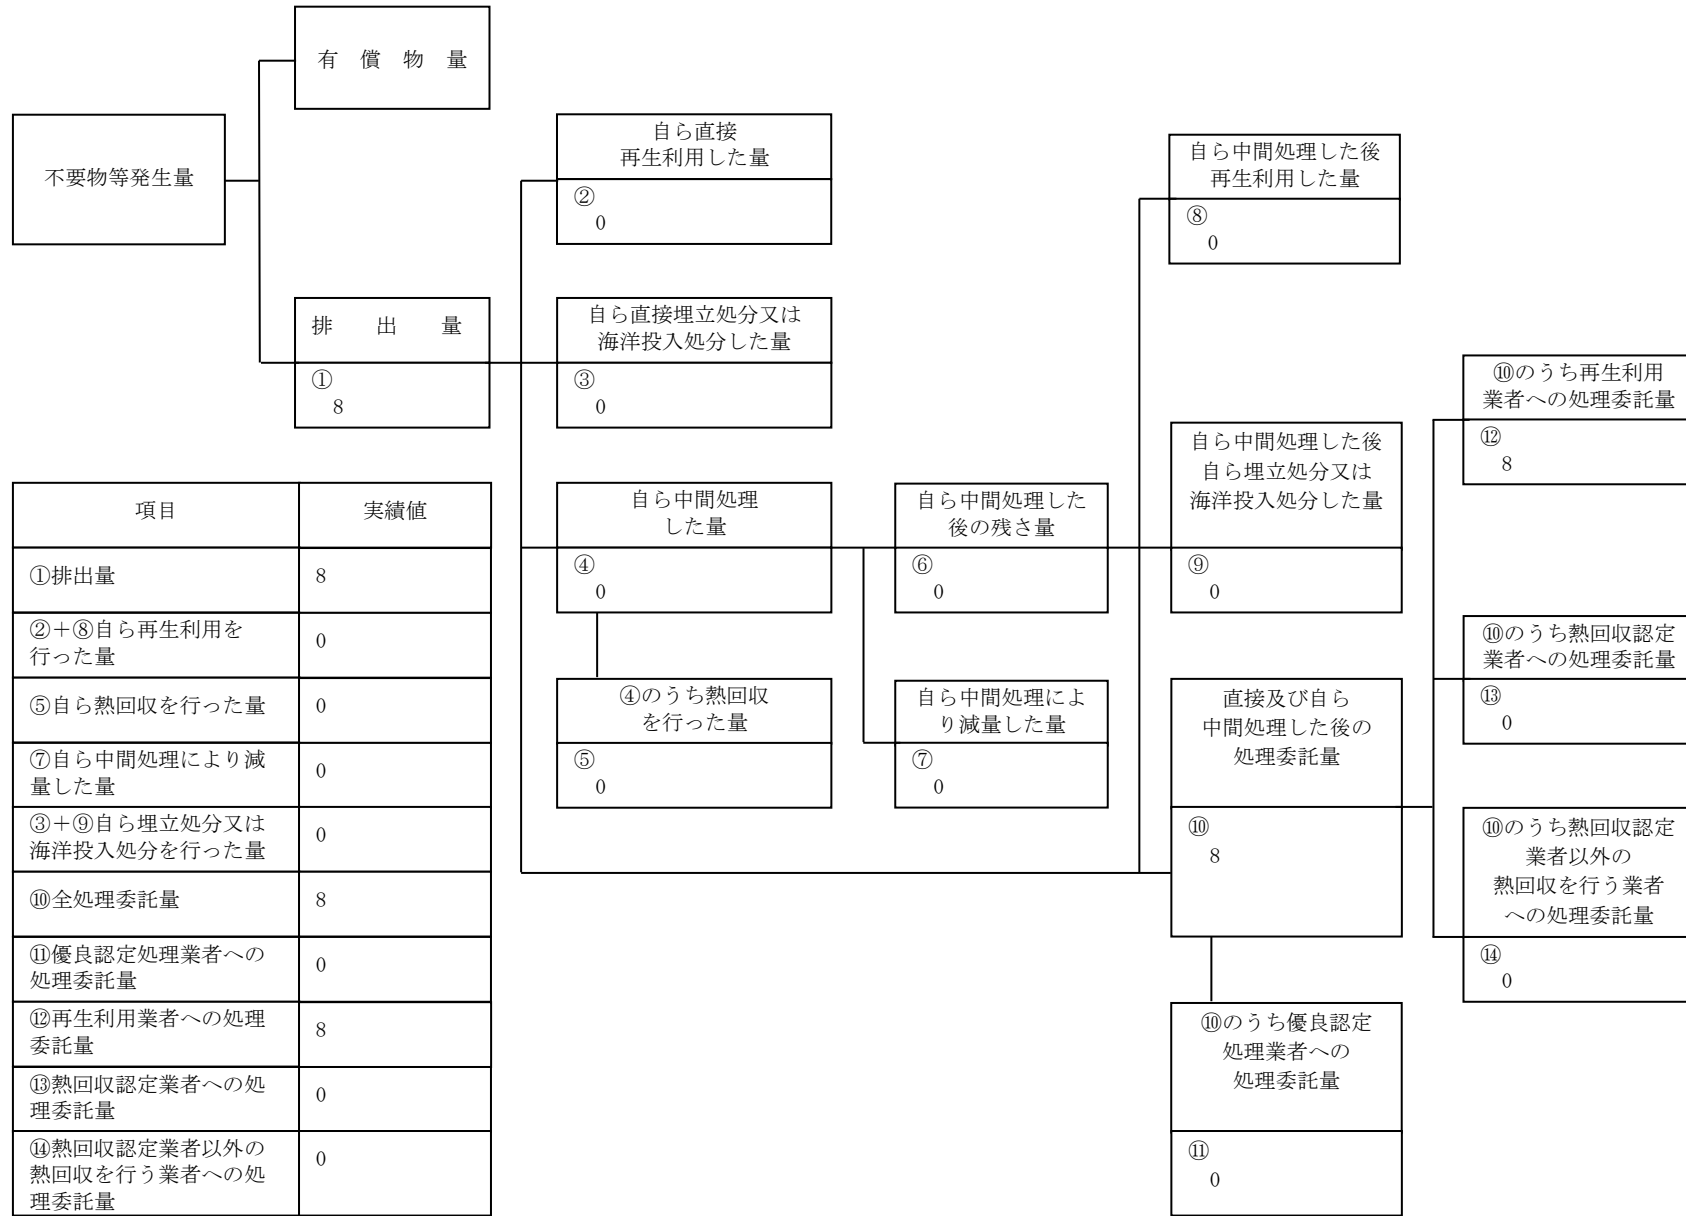 有償物量
不要物等発生量
排出量
①
8
自ら直接
再生利用した量
②
0
自ら直接埋立処分又は
海洋投入処分した量
③
0
自ら中間処理
した量
④
0
④のうち熱回収
を行った量
⑤
0
自ら中間処理した
後の残さ量
⑥
0
自ら中間処理によ
り減量した量
⑦
0
自ら中間処理した後
再生利用した量
⑧
0
自ら中間処理した後
自ら埋立処分又は
海洋投入処分した量
⑨
0
直接及び自ら
中間処理した後の
処理委託量
⑩
8
⑩のうち優良認定
処理業者への
処理委託量
⑪
0
⑩のうち再生利用
業者への処理委託量
⑫
8
⑩のうち熱回収認定
業者への処理委託量
⑬
0
⑩のうち熱回収認定
業者以外の
熱回収を行う業者
への処理委託量
⑭
0
項目 実績値
①排出量 8
②+⑧自ら再生利用を
行った量 0
⑤自ら熱回収を行った量 0
⑦自ら中間処理により減
量した量 0
③+⑨自ら埋立処分又は
海洋投入処分を行った量 0
⑩全処理委託量 8
⑪優良認定処理業者への
処理委託量 0
⑫再生利用業者への処理
委託量 8
⑬熱回収認定業者への処
理委託量 0
⑭熱回収認定業者以外の
熱回収を行う業者への処
理委託量 0